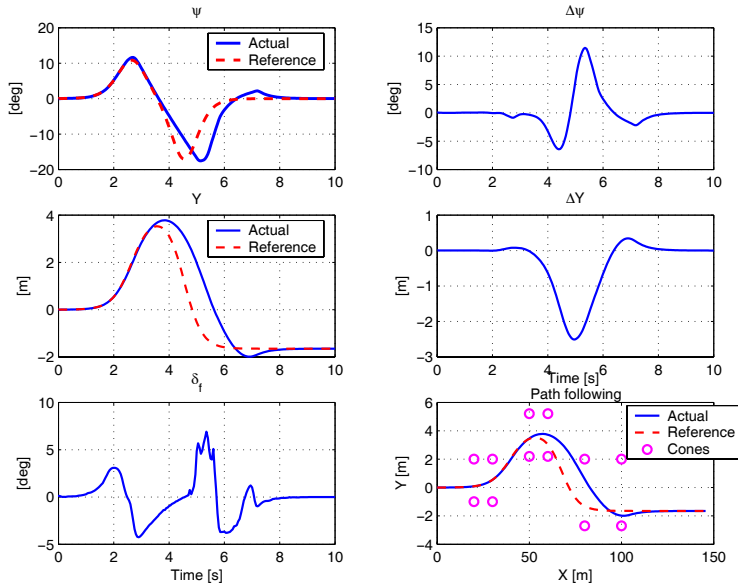 ψ
[deg]
20
10
0
−10
−20
0
2
4
6
8
10
Actual
Reference
Δψ
[deg]
15
10
5
0
−5
−10
0
2
4
6
8
10
Y
[m]
4
2
0
−2
0
2
4
6
8
10
Actual
Reference
ΔY
[m]
1
0
−1
−2
−3
0
2
4
6
8
10
Time [s]
δf
[deg]
10
5
0
−5
0
2
4
6
8
10
Time [s]
Path following
Y [m]
6
4
2
0
−2
−4
0
50
100
150
X [m]
Actual
Reference
Cones